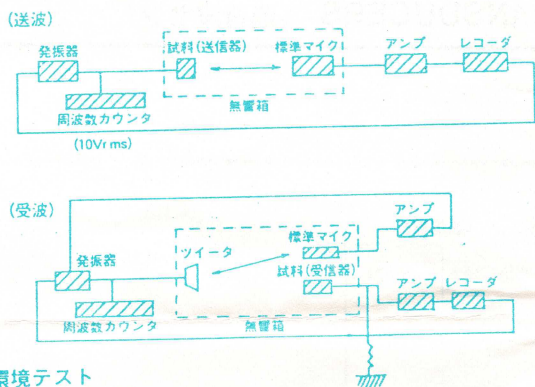 (送波)
発振器
試料(送信器)
標準マイク
アンプ
レコーダ
無響箱
周波数カウンタ
(10Vrms)
(受波)
アンプ
発振器
ツイータ
標準マイク
試料(受信器)
アンプ
レコーダ
周波数カウンタ
無響箱
環境テスト